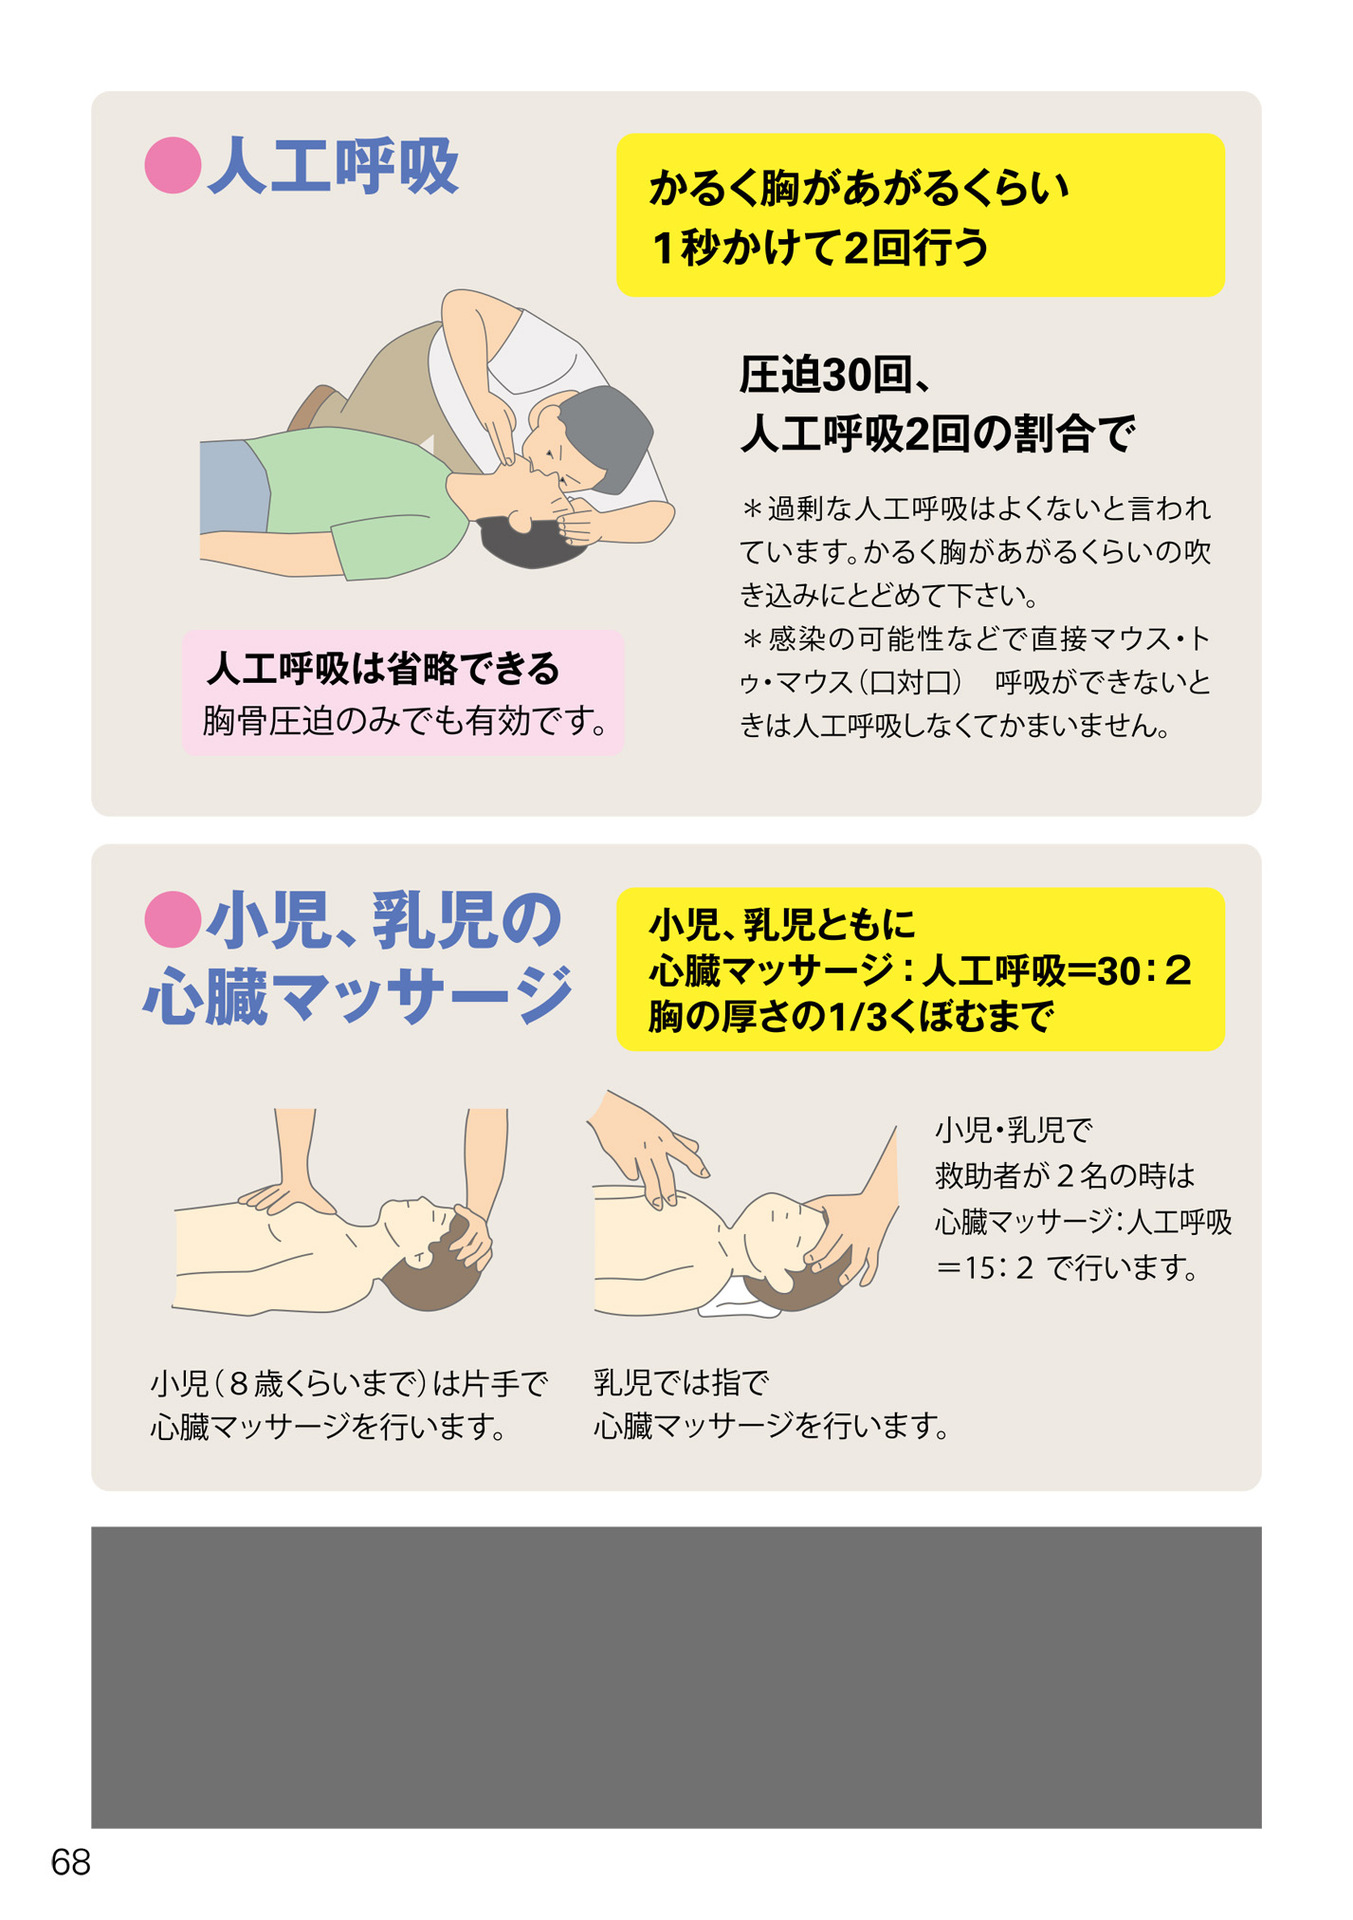 ●人工呼吸
かるく胸があがるくらい
1秒かけて2回行う
圧迫30回、
人工呼吸2回の割合で
＊過剰な人工呼吸はよくないと言われ
ています。かるく胸があがるくらいの吹
き込みにとどめて下さい。
＊感染の可能性などで直接マウス・ト
ゥ・マウス（口対口）　呼吸ができないと
きは人工呼吸しなくてかまいません。
人工呼吸は省略できる
胸骨圧迫のみでも有効です。
●小児、乳児の
心臓マッサージ
小児、乳児ともに
心臓マッサージ：人工呼吸＝30：２
胸の厚さの1/3くぼむまで
小児・乳児で
救助者が２名の時は
心臓マッサージ：人工呼吸
＝15：２ で行います。
小児（８歳くらいまで）は片手で
心臓マッサージを行います。
乳児では指で
心臓マッサージを行います。
68